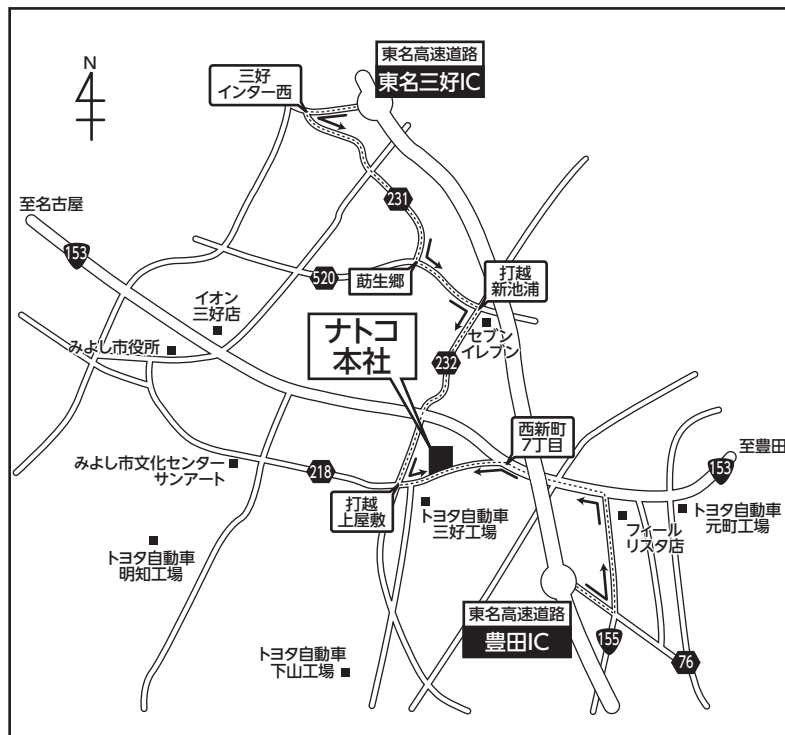 東名高速道路
東名三好IC
N
三好
インター西
231
至名古屋
153
520
莇生郷
打越
新池浦
イオン
三好店
ナトコ
本社
セブン
イレブン
みよし市役所
232
西新町
7丁目
至豊田
153
みよし市文化センター
サンアート
218
打越
上屋敷
トヨタ自動車
三好工場
フィール
リスタ店
トヨタ自動車
元町工場
トヨタ自動車
明知工場
東名高速道路
豊田IC
155
76
トヨタ自動車
下山工場